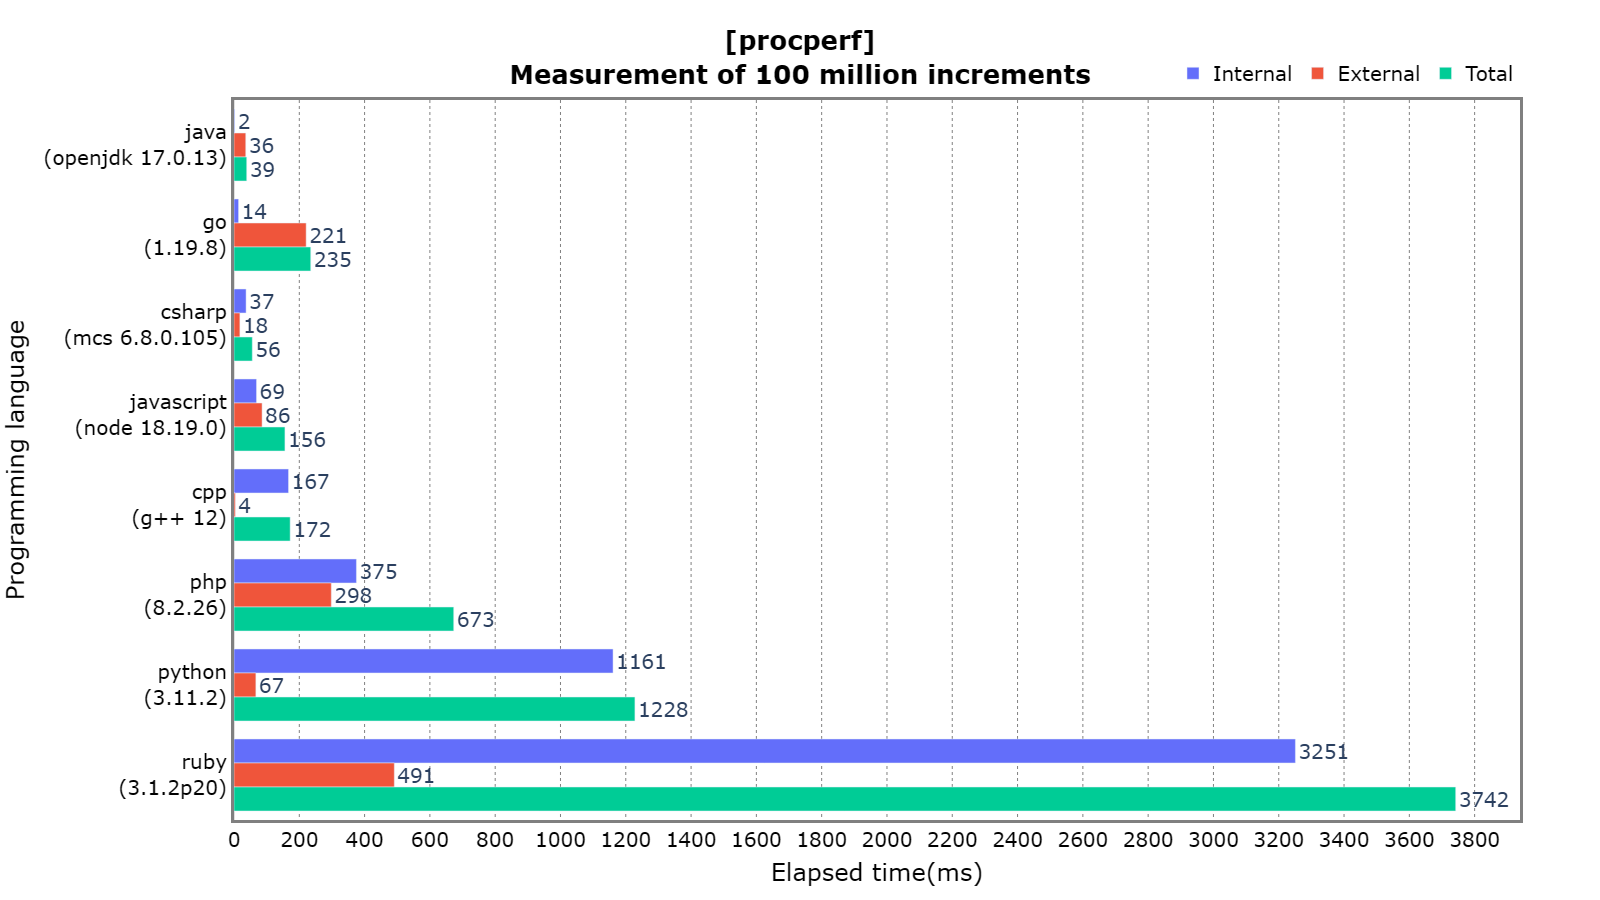 [procperf]
Measurement of 100 million increments
Internal External Total
Programming language
java
(openjdk 17.0.13)
2
36
39
go
(1.19.8)
14
221
235
csharp
(mcs 6.8.0.105)
37
18
56
javascript
(node 18.19.0)
69
86
156
cpp
(g++ 12)
167
4
172
php
(8.2.26)
375
298
673
python
(3.11.2)
1161
67
1228
ruby
(3.1.2p20)
3251
491
3742
0 200 400 600 800 1000 1200 1400 1600 1800 2000 2200 2400 2600 2800 3000 3200 3400 3600 3800
Elapsed time(ms)